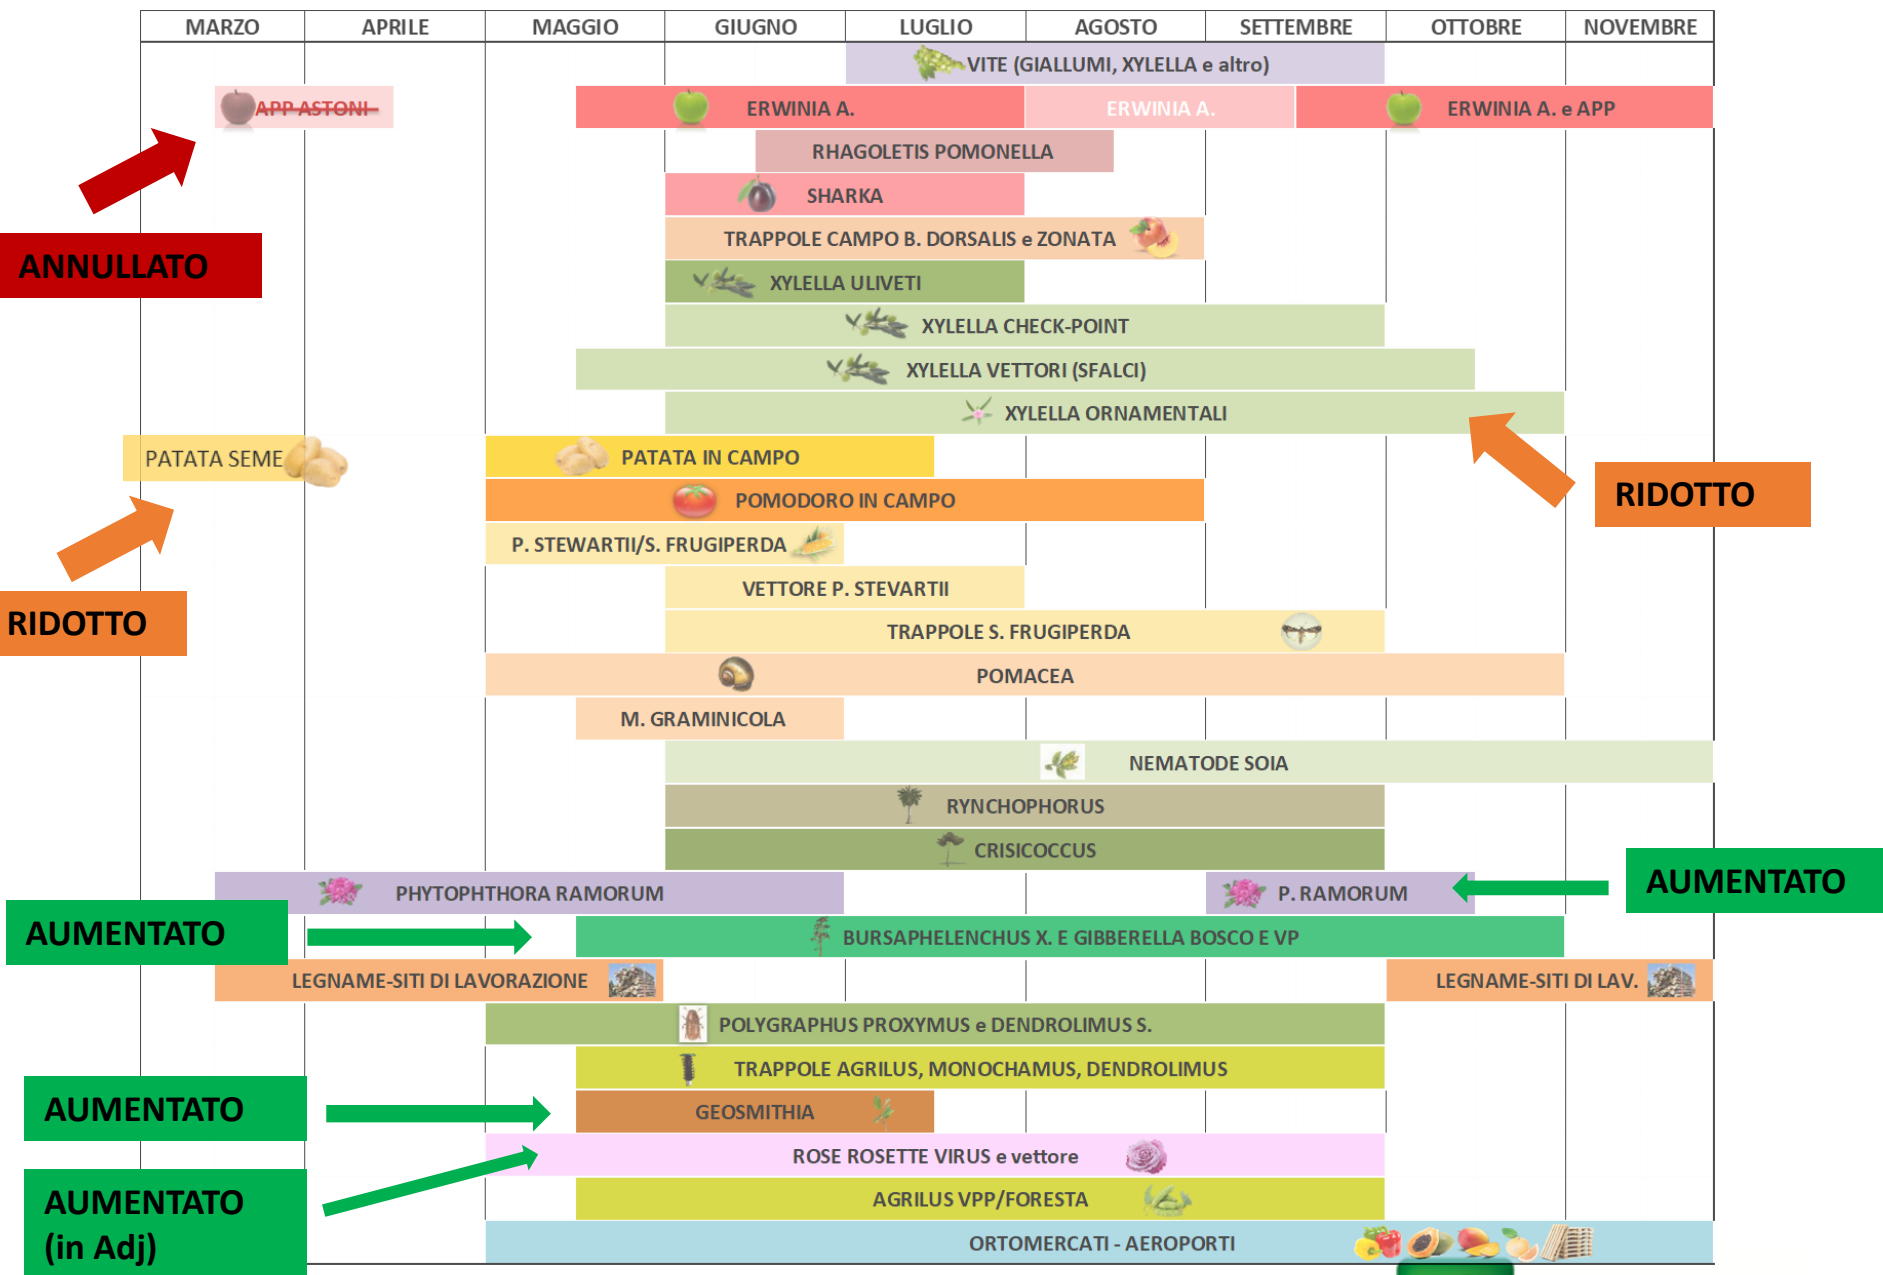 MARZO APRILE MAGGIO GIUGNO LUGLIO AGOSTO SETTEMBRE OTTOBRE NOVEMBRE
VITE (GIALLUMI, XYLELLA e altro)
APP ASTONI ERWINIA A. ERWINIA A. ERWINIA A. e APP
RHAGOLETIS POMONELLA
SHARKA
TRAPPOLE CAMPO B. DORSALIS e ZONATA
ANNULLATO
XYLELLA ULIVETI
XYLELLA CHECK-POINT
XYLELLA VETTORI (SFALCI)
XYLELLA ORNAMENTALI
PATATA SEME PATATA IN CAMPO
RIDOTTO
POMODORO IN CAMPO
P. STEWARTII/S. FRUGIPERDA
VETTORE P. STEVARTII
RIDOTTO
TRAPPOLE S. FRUGIPERDA
POMACEA
M. GRAMINICOLA
NEMATODE SOIA
RYNCHOPHORUS
CRISICOCCUS
PHYTOPHTHORA RAMORUM P. RAMORUM
AUMENTATO
AUMENTATO
BURSAPHELENCHUS X. E GIBBERELLA BOSCO E VP
LEGNAME-SITI DI LAVORAZIONE LEGNAME-SITI DI LAV.
POLYGRAPHUS PROXYMUS e DENDROLIMUS S.
TRAPPOLE AGRILUS, MONOCHAMUS, DENDROLIMUS
AUMENTATO
GEOSMITHIA
ROSE ROSETTE VIRUS e vettore
AUMENTATO
(in Adj)
AGRILUS VPP/FORESTA
ORTOMERCATI - AEROPORTI